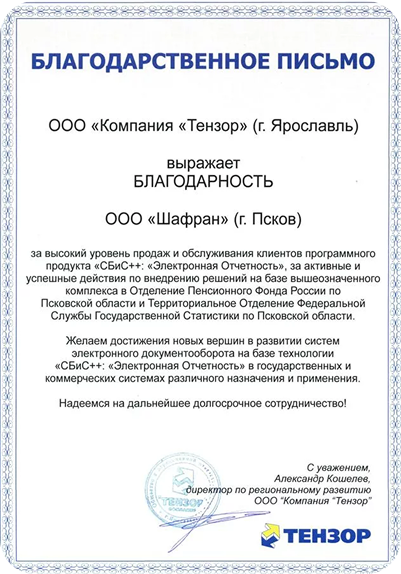 БЛАГОДАРСТВЕННОЕ ПИСЬМО
ООО «Компания «Тензор» (г. Ярославль)
выражает
БЛАГОДАРНОСТЬ
ООО «Шафран» (г. Псков)
за высокий уровень продаж и обслуживания клиентов программного
продукта «СБиС++: «Электронная Отчетность», за активные и
успешные действия по внедрению решений на базе вышеозначенного
комплекса в Отделение Пенсионного Фонда России по
Псковской области и Территориальное Отделение Федеральной
Службы Государственной Статистики по Псковской области.
Желаем достижения новых вершин в развитии систем
электронного документооборота на базе технологии
«СБиС++: «Электронная Отчетность» в государственных и
коммерческих системах различного назначения и применения.
Надеемся на дальнейшее долгосрочное сотрудничество!
С уважением,
Александр Кошелев,
директор по региональному развитию
ООО "Компания "Тензор"
ТЕНЗОР
ТЕНЗОР